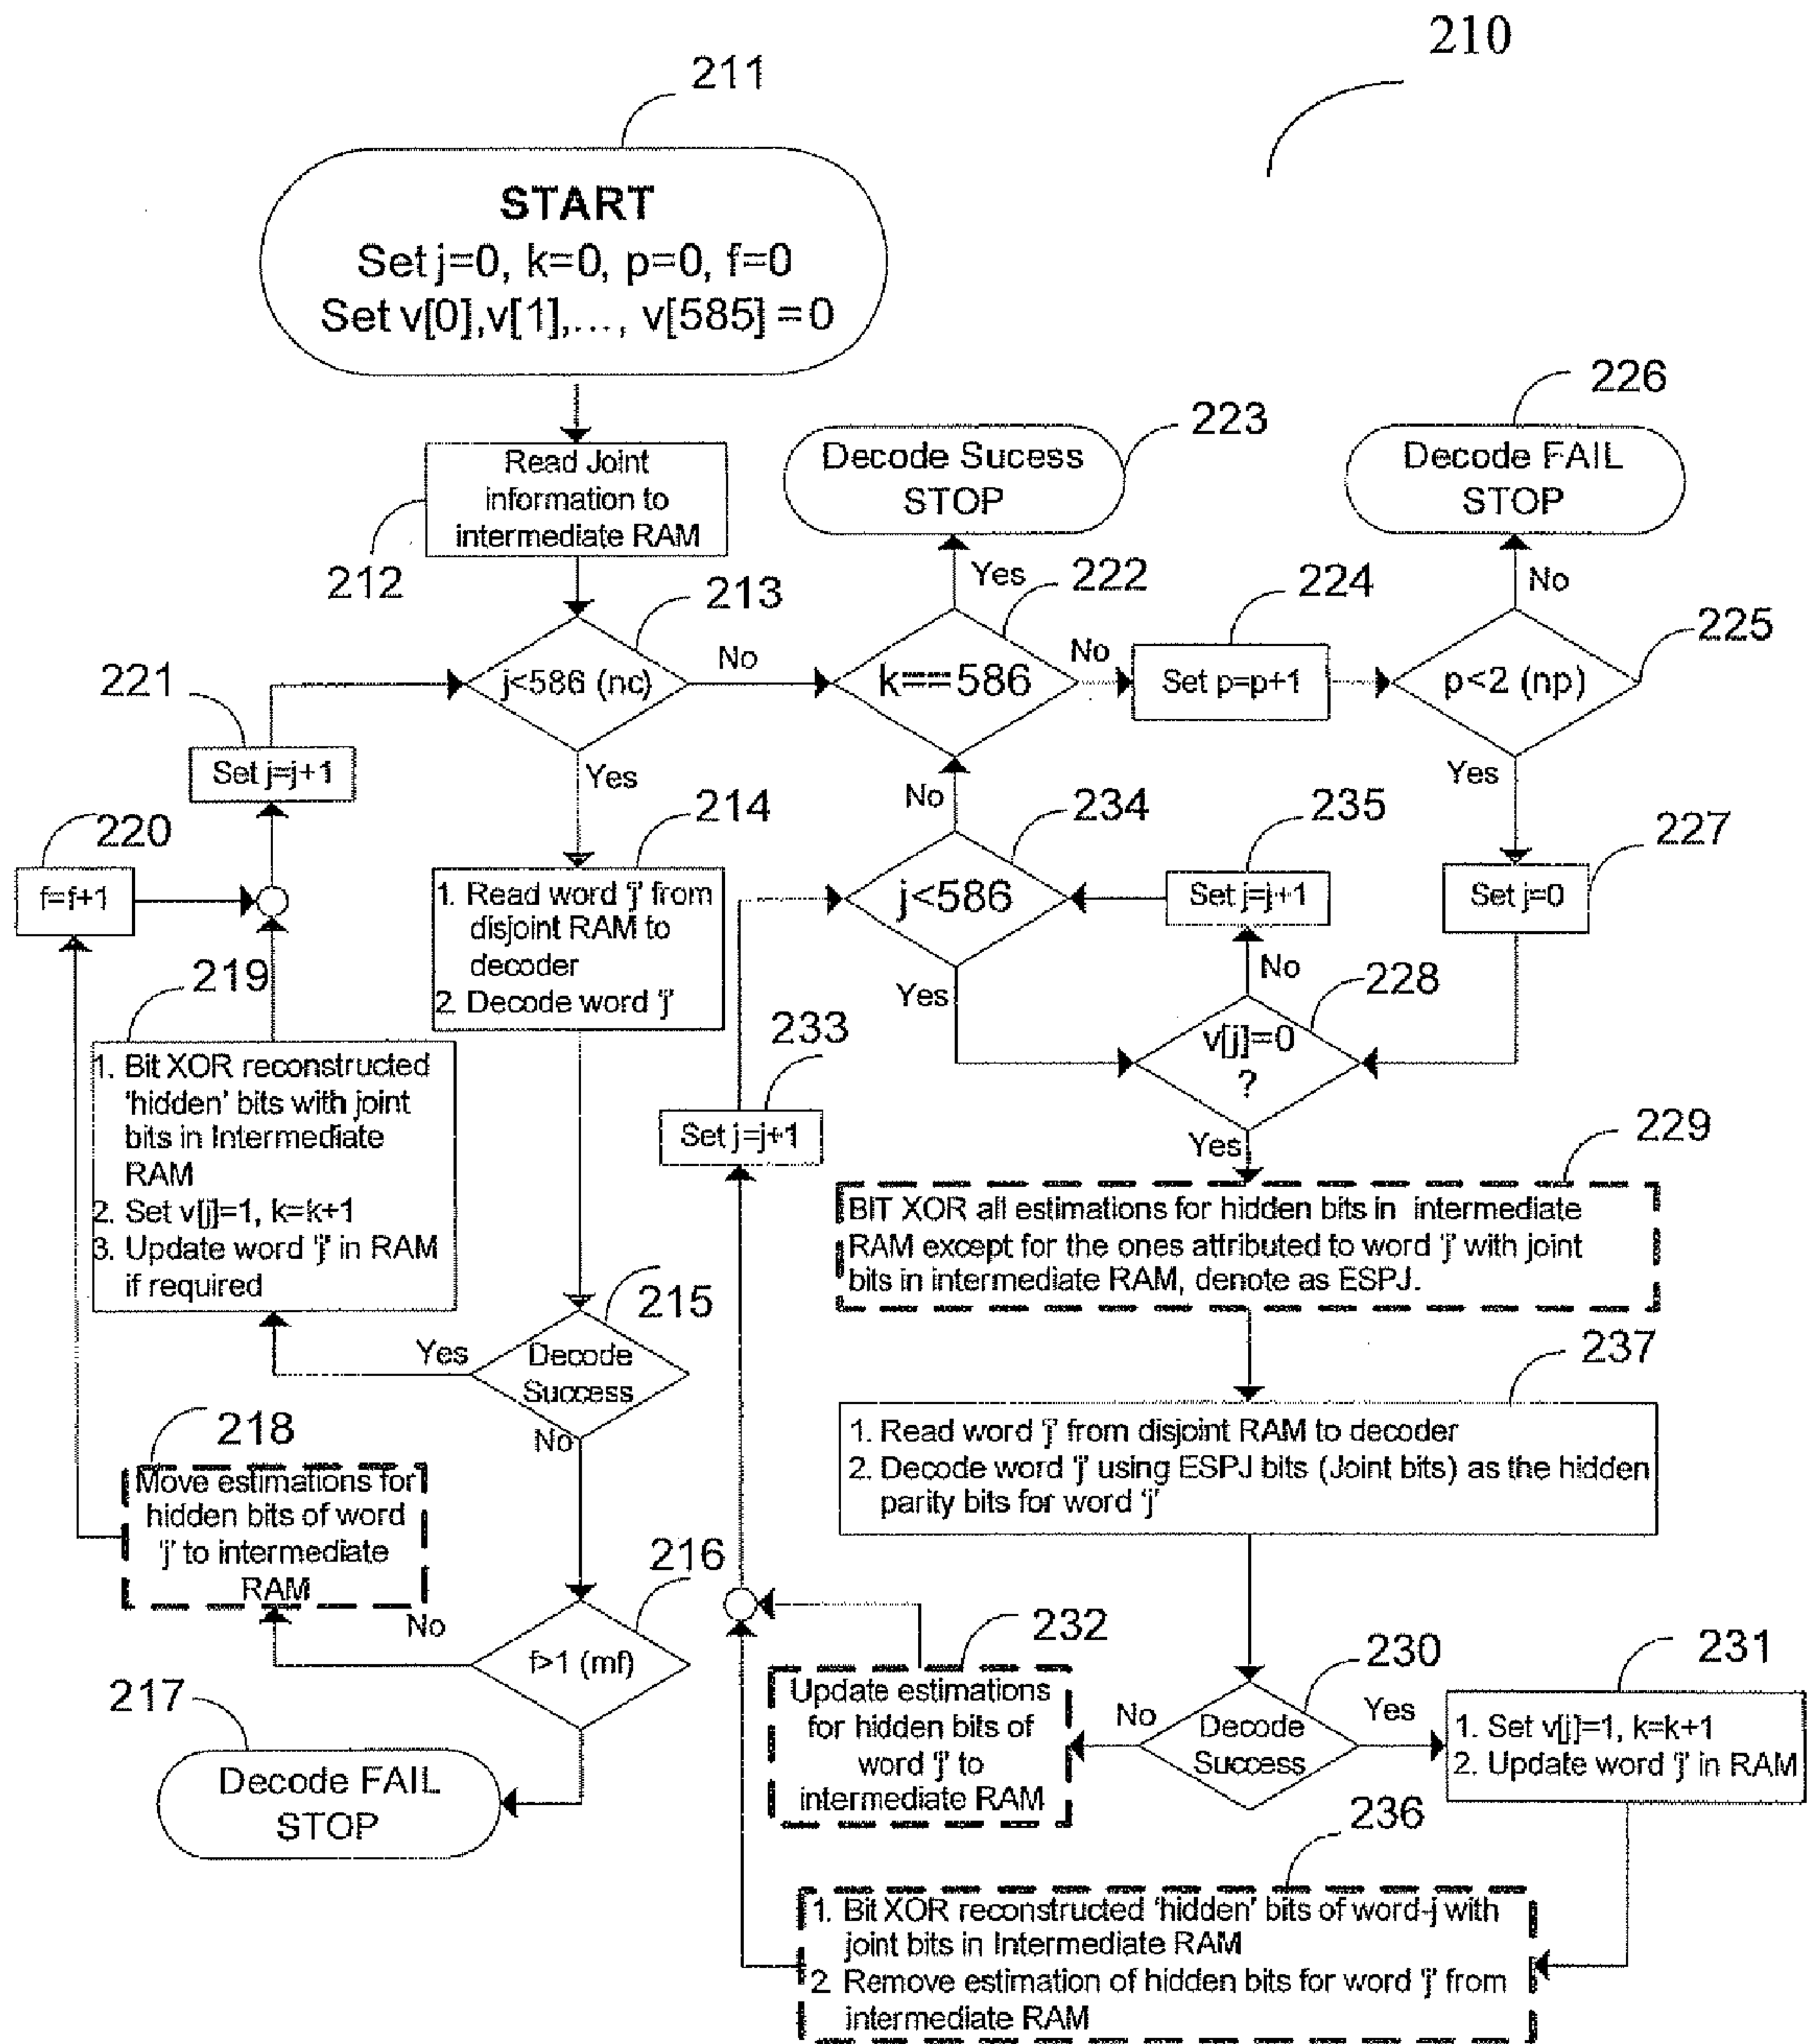 210
211
START
Set j=0, k=0, p=0, f=0
Set v[0],v[1],..., v[585] = 0
226
223
Decode Sucess
STOP
Decode FAIL
STOP
Read Joint
information to
intermediate RAM
212
213
Yes
222
224
No
225
j<586 (nc)
No
k==586
No
Set p=p+1
p<2 (np)
221
Set j=j+1
Yes
No
Yes
220
214
234
235
227
f=f+1
1. Read word 'j' from
disjoint RAM to
decoder
2. Decode word 'j'
j<586
Set j=j+1
Set j=0
219
No
228
Yes
233
v[j]=0
?
1. Bit XOR reconstructed
'hidden' bits with joint
bits in Intermediate
RAM
2. Set v[j]=1, k=k+1
3. Update word 'j' in RAM
if required
Set j=j+1
Yes
229
BIT XOR all estimations for hidden bits in intermediate
RAM except for the ones attributed to word 'j' with joint
bits in intermediate RAM, denote as ESPJ.
215
Yes
Decode
Success
No
237
1. Read word 'j' from disjoint RAM to decoder
2. Decode word 'j' using ESPJ bits (Joint bits) as the hidden
parity bits for word 'j'
218
Move estimations for
hidden bits of word
'j' to intermediate
RAM
216
No
f>1 (mf)
217
Decode FAIL
STOP
232
Update estimations
for hidden bits of
word 'j' to
intermediate RAM
230
No
Decode
Success
Yes
231
1. Set v[j]=1, k=k+1
2. Update word 'j' in RAM
236
1. Bit XOR reconstructed 'hidden' bits of word-j with
joint bits in Intermediate RAM
2. Remove estimation of hidden bits for word 'j' from
intermediate RAM